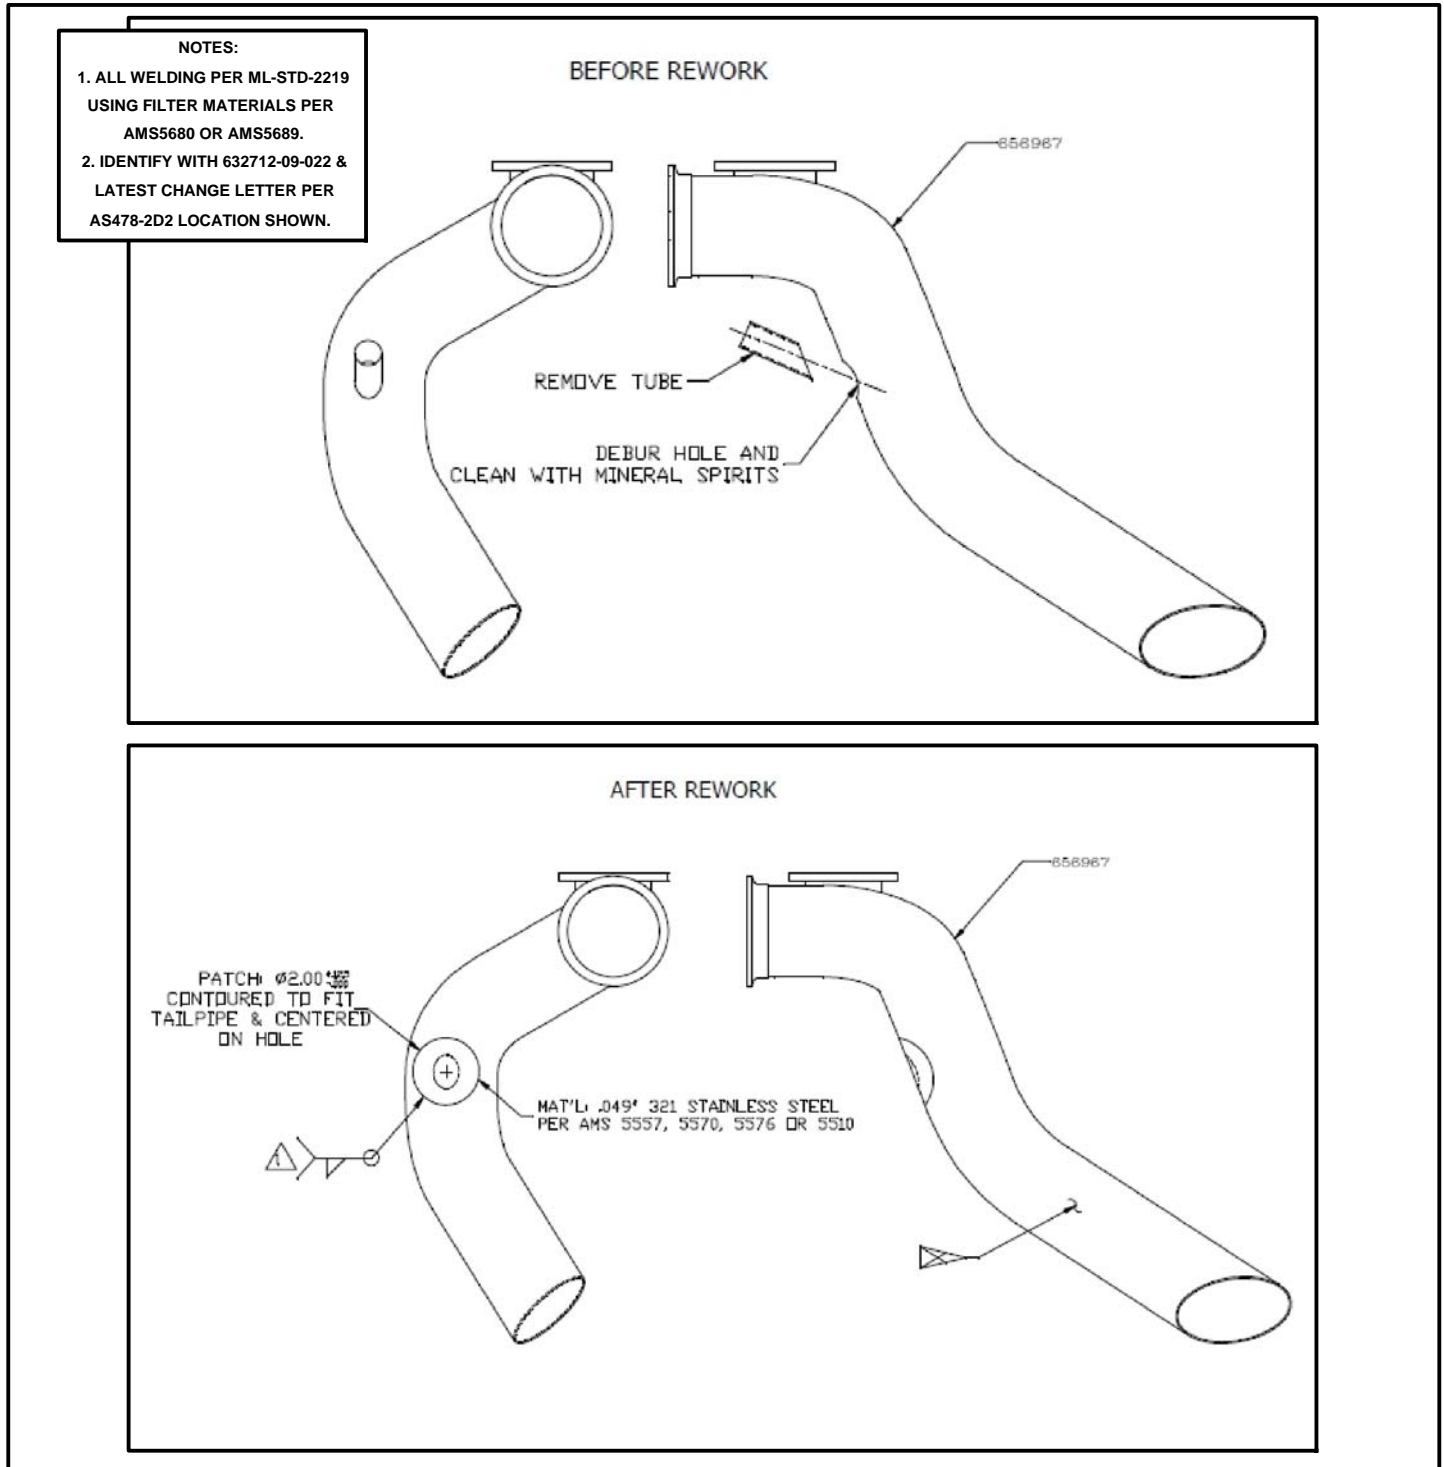 NOTES:
1. ALL WELDING PER ML-STD-2219
USING FILTER MATERIALS PER
AMS5680 OR AMS5689.
2. IDENTIFY WITH 632712-09-022 &
LATEST CHANGE LETTER PER
AS478-2D2 LOCATION SHOWN.
BEFORE REWORK
656967
REMOVE TUBE
DEBUR HOLE AND
CLEAN WITH MINERAL SPIRITS
AFTER REWORK
656967
PATCH: Ø2.00
CONTOURED TO FIT
TAILPIPE & CENTERED
ON HOLE
MAT'L: .049" 321 STAINLESS STEEL
PER AMS 5557, 5570, 5576 OR 5510
1